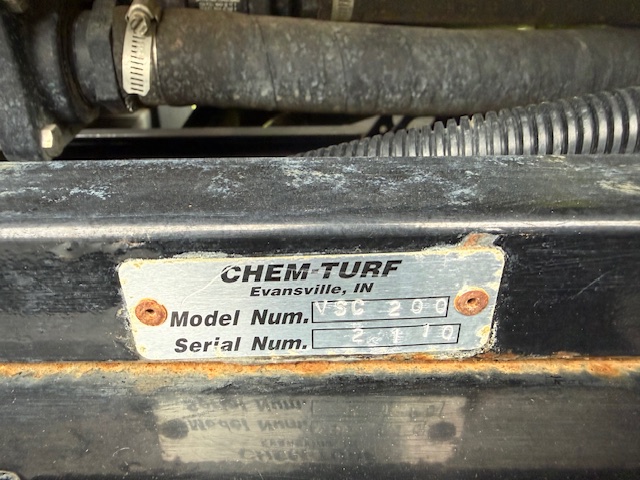 CHEM-TURF
Evansville, IN
Model Num. VSC 200
Serial Num.